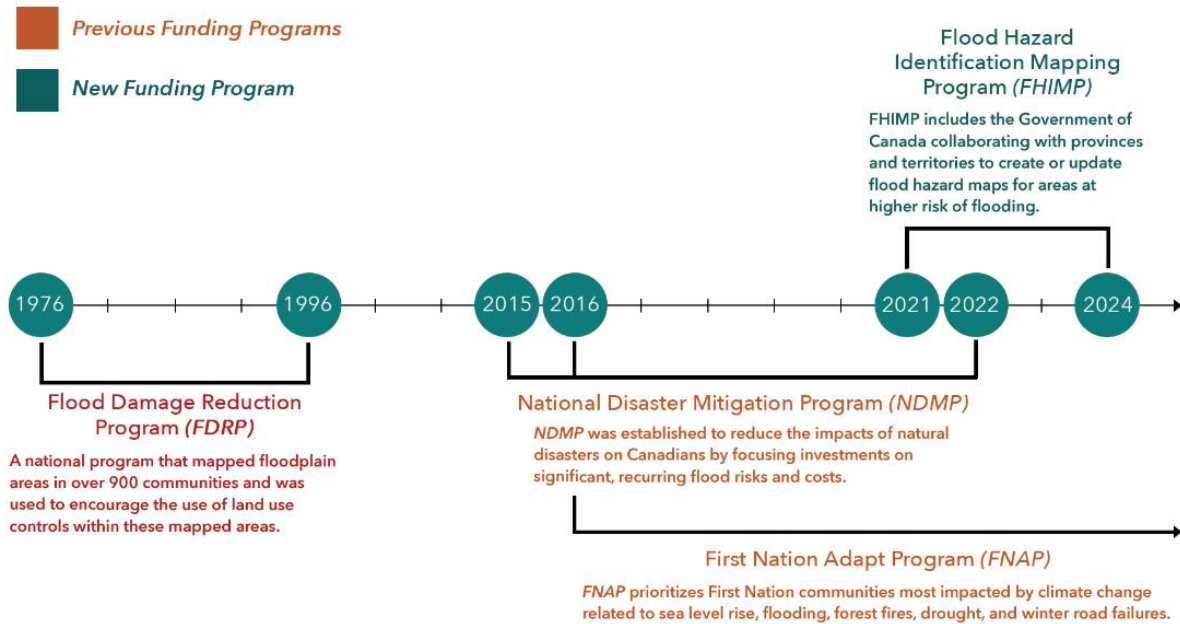 Previous Funding Programs
New Funding Program
Flood Hazard
Identification Mapping
Program (FHIMP)
FHIMP includes the Government of
Canada collaborating with provinces
and territories to create or update
flood hazard maps for areas at
higher risk of flooding.
1976
1996
2015
2016
2021
2022
2024
Flood Damage Reduction
Program (FDRP)
A national program that mapped floodplain
areas in over 900 communities and was
used to encourage the use of land use
controls within these mapped areas.
National Disaster Mitigation Program (NDMP)
NDMP was established to reduce the impacts of natural
disasters on Canadians by focusing investments on
significant, recurring flood risks and costs.
First Nation Adapt Program (FNAP)
FNAP prioritizes First Nation communities most impacted by climate change
related to sea level rise, flooding, forest fires, drought, and winter road failures.